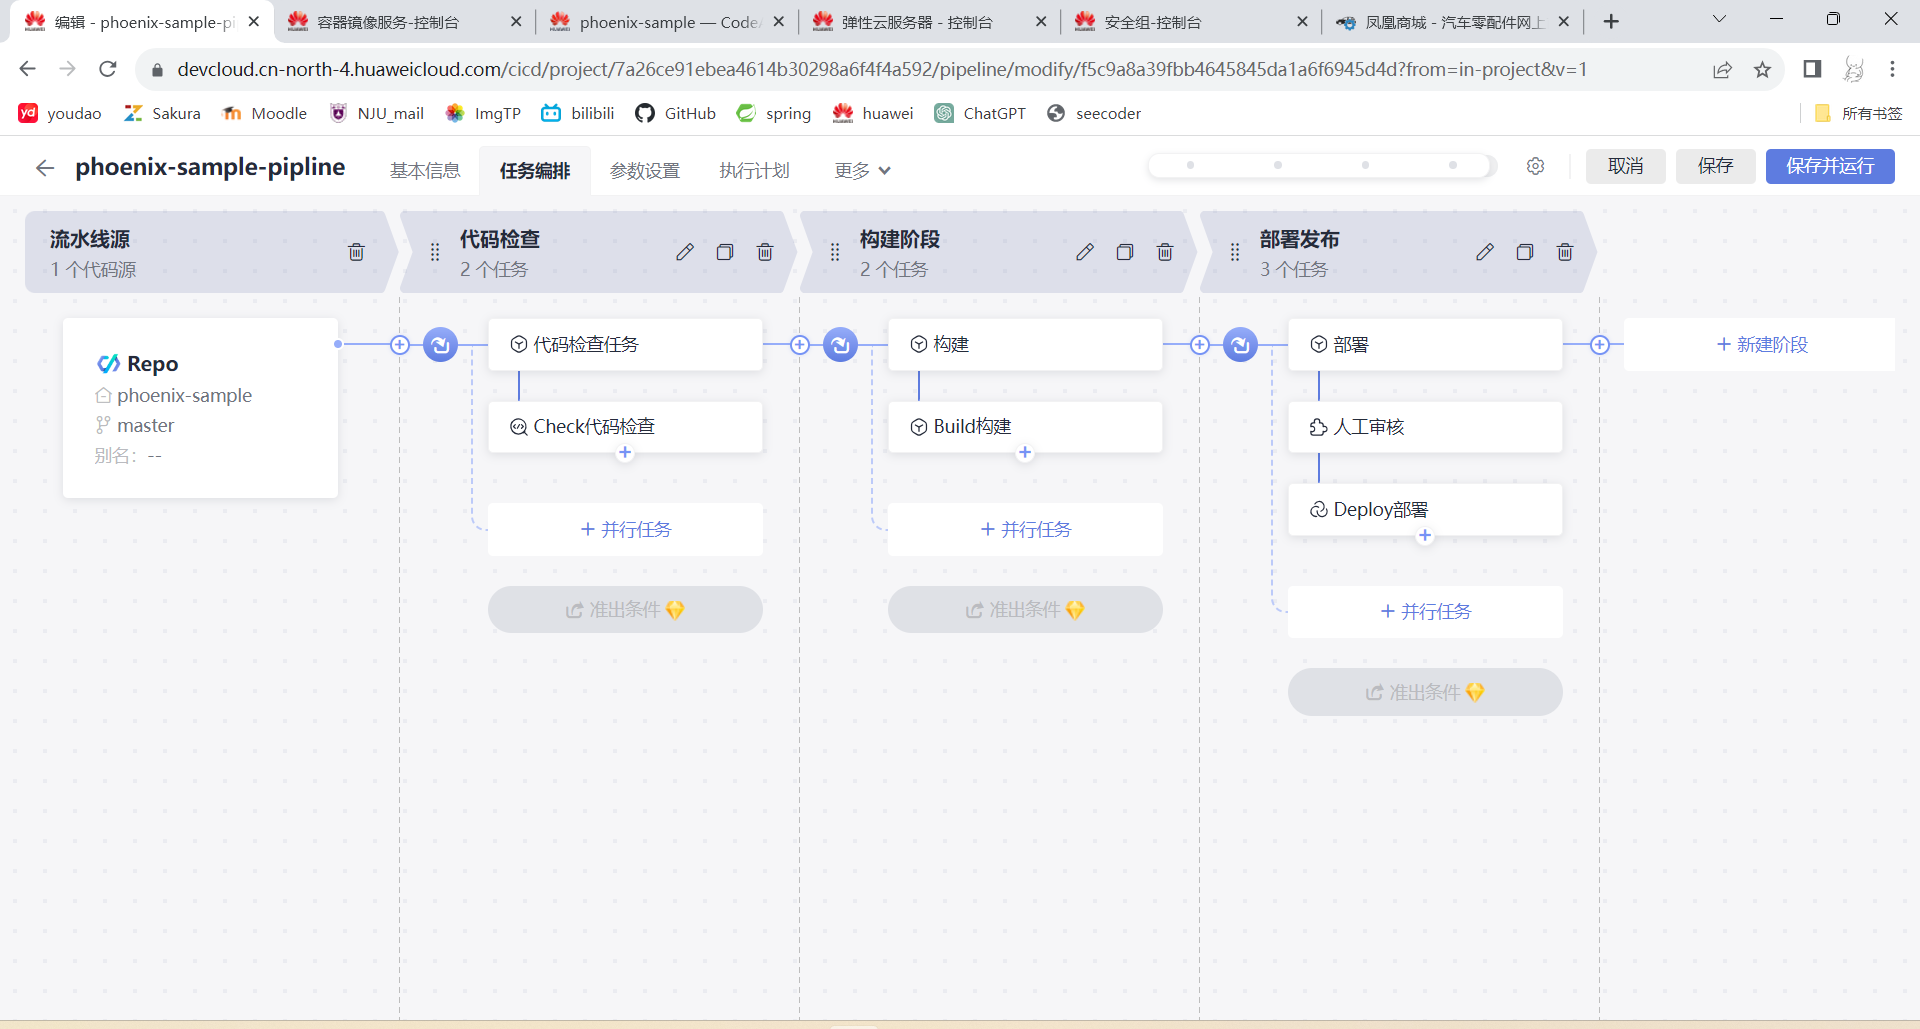 编辑 - phoenix-sample-pi
容器镜像服务-控制台
phoenix-sample — CodeA
弹性云服务器 - 控制台
安全组-控制台
凤凰商城 - 汽车零配件网上
devcloud.cn-north-4.huaweicloud.com/cicd/project/7a26ce91ebea4614b30298a6f4f4a592/pipeline/modify/f5c9a8a39fbb4645845da1a6f6945d4d?from=in-project&v=1
yd youdao
Sakura
Moodle
NJU_mail
ImgTP
bilibili
GitHub
spring
huawei
ChatGPT
seecoder
所有书签
phoenix-sample-pipline
基本信息
任务编排
参数设置
执行计划
更多
取消
保存
保存并运行
流水线源
1 个代码源
代码检查
2 个任务
构建阶段
2 个任务
部署发布
3 个任务
Repo
phoenix-sample
master
别名： --
代码检查任务
Check代码检查
+ 并行任务
准出条件
构建
Build构建
+ 并行任务
准出条件
部署
人工审核
Deploy部署
+ 并行任务
准出条件
+ 新建阶段